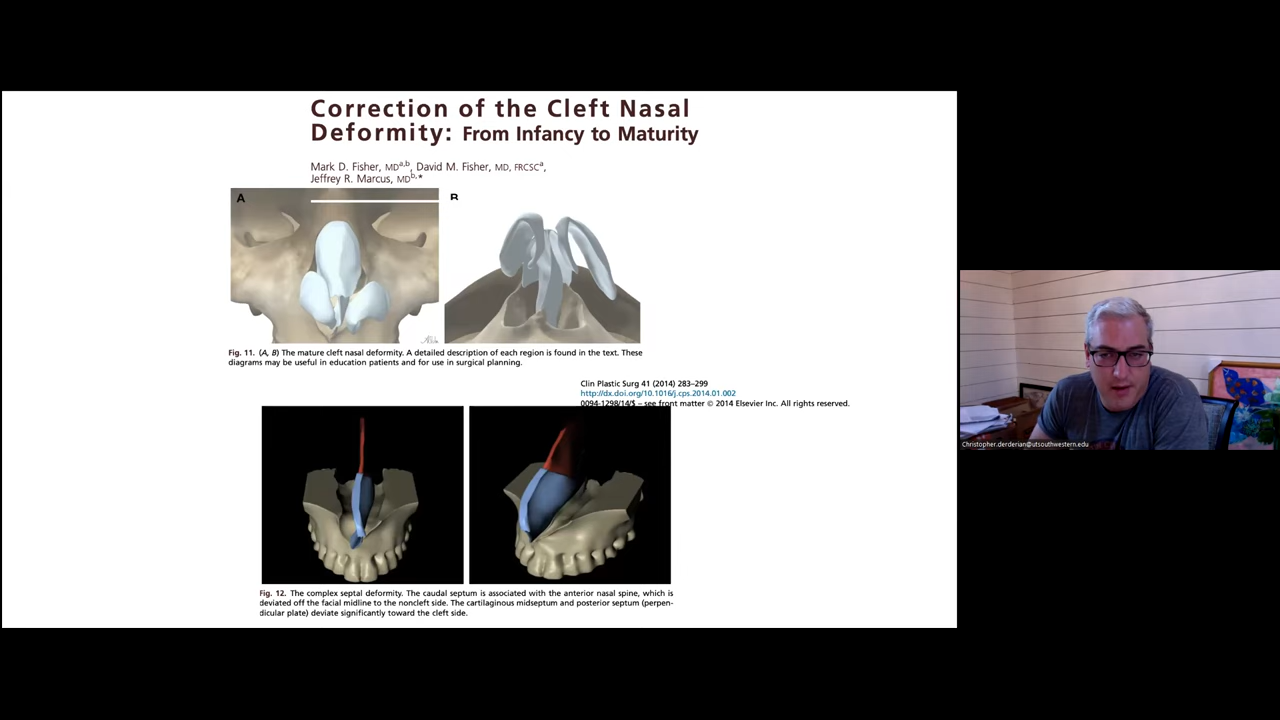 Correction of the Cleft Nasal
Deformity: From Infancy to Maturity
Mark D. Fisher, MDa,b, David M. Fisher, MD, FRCSCa,
Jeffrey R. Marcus, MDb,*
A
B
Fig. 11. (A, B) The mature cleft nasal deformity. A detailed description of each region is found in the text. These
diagrams may be useful in education patients and for use in surgical planning.
Clin Plastic Surg 41 (2014) 283–299
http://dx.doi.org/10.1016/j.cps.2014.01.002
0094-1298/14/$ – see front matter © 2014 Elsevier Inc. All rights reserved.
Christopher.derderian@utsouthwestern.edu
Fig. 12. The complex septal deformity. The caudal septum is associated with the anterior nasal spine, which is
deviated off the facial midline to the noncleft side. The cartilaginous midseptum and posterior septum (perpen-
dicular plate) deviate significantly toward the cleft side.